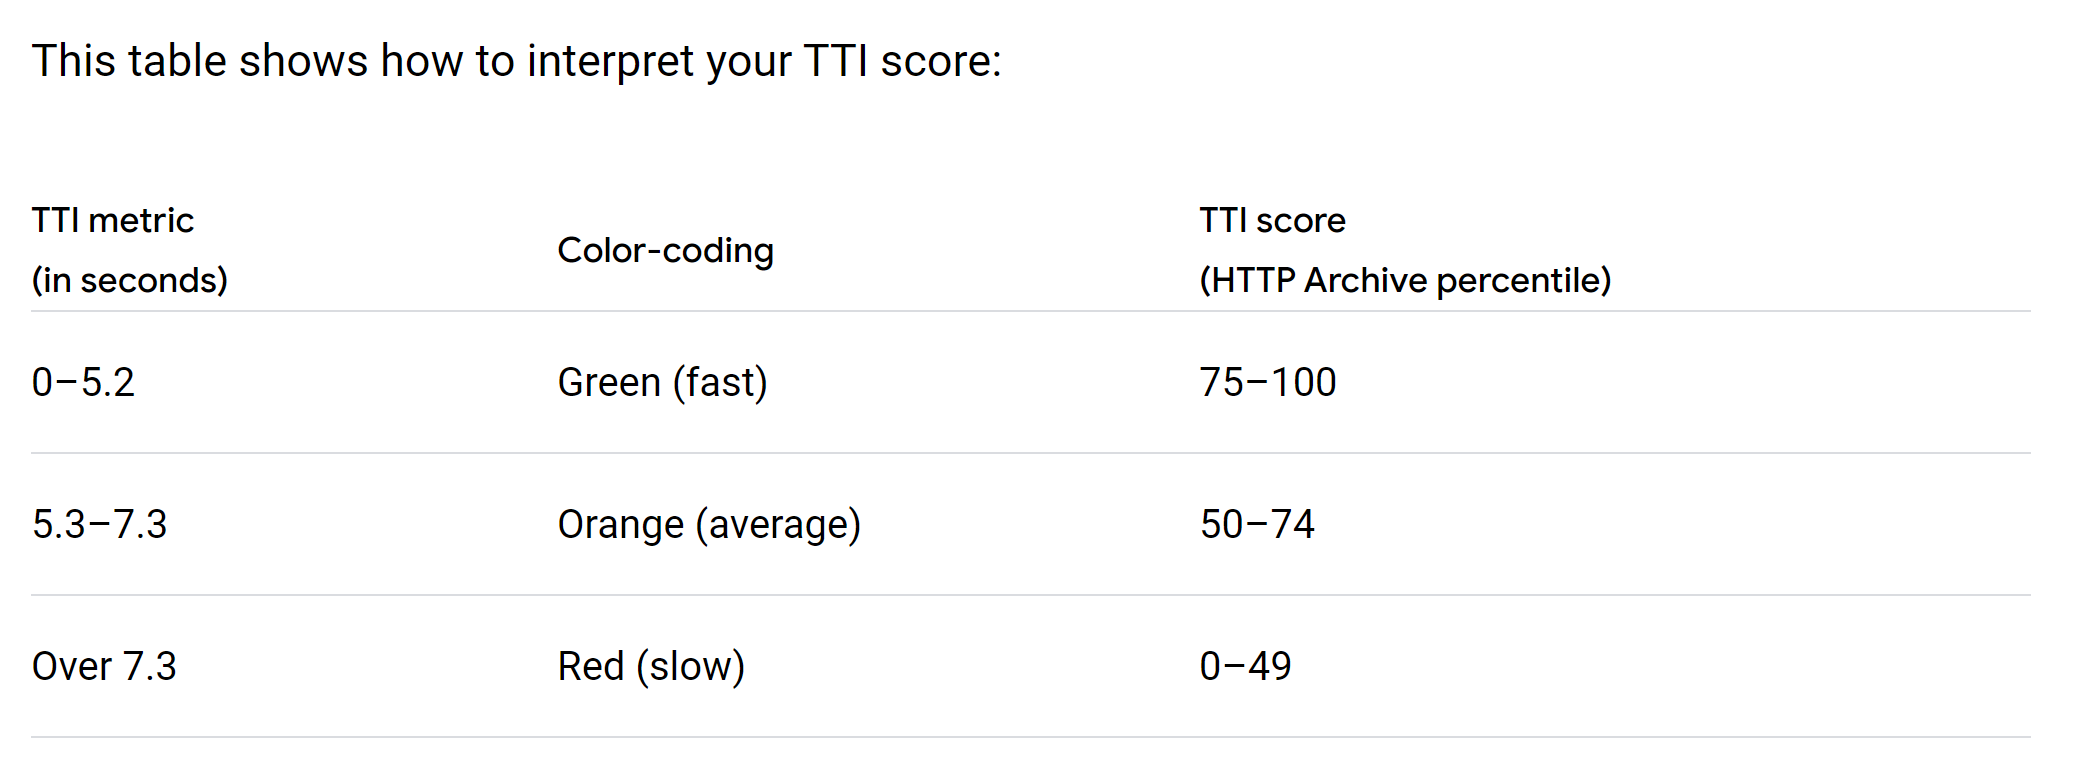 This table shows how to interpret your TTI score:
TTI metric
(in seconds)
Color-coding
TTI score
(HTTP Archive percentile)
0–5.2
Green (fast)
75–100
5.3–7.3
Orange (average)
50–74
Over 7.3
Red (slow)
0–49